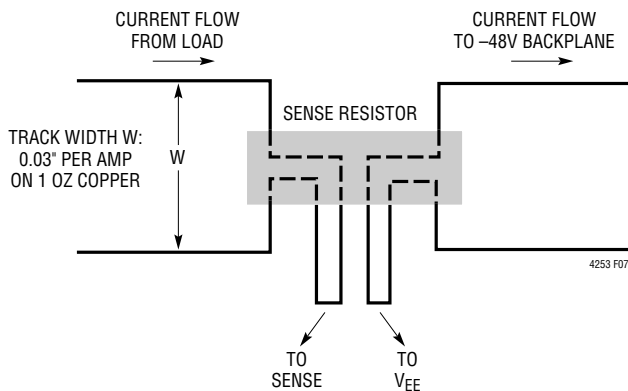 CURRENT FLOW
FROM LOAD
CURRENT FLOW
TO –48V BACKPLANE
SENSE RESISTOR
TRACK WIDTH W:
0.03" PER AMP
ON 1 OZ COPPER
W
4253 F07
TO
SENSE
TO
VEE